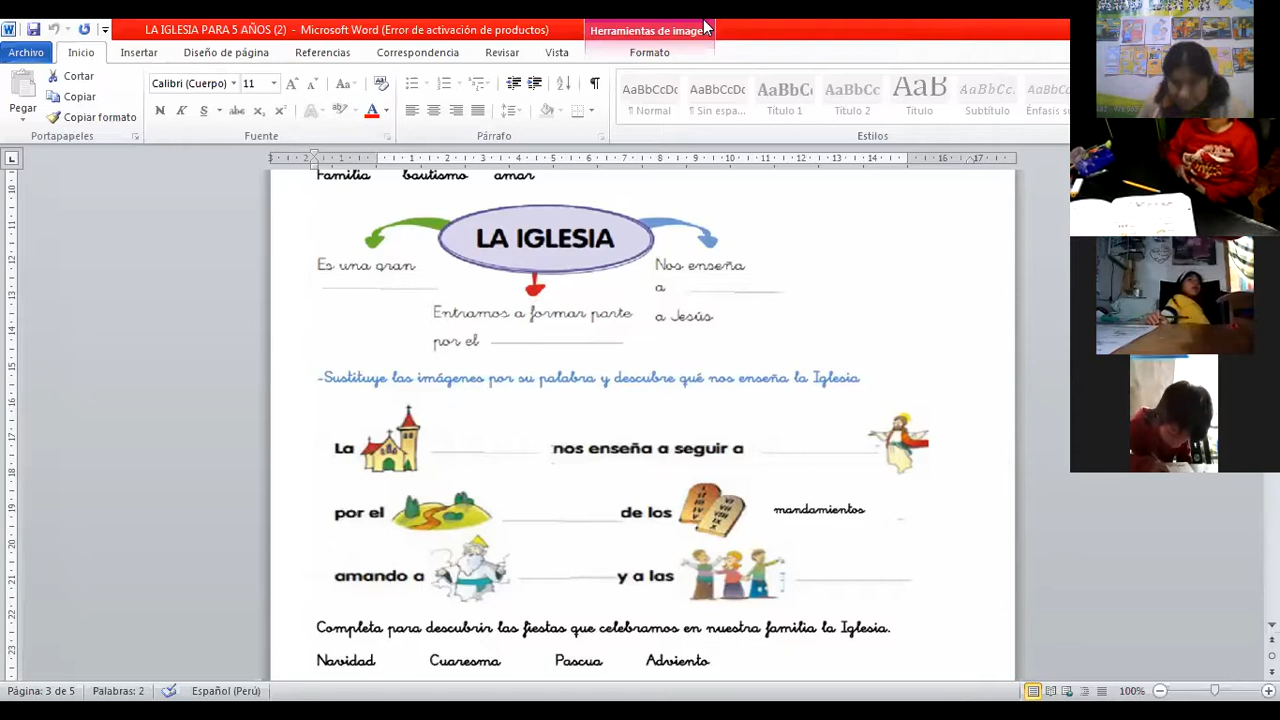 LA IGLESIA PARA 5 AÑOS (2) - Microsoft Word (Error de activación de productos)
Herramientas de image
Archivo Inicio Insertar Diseño de página Referencias Correspondencia Revisar Vista Formato
Pegar
Cortar
Copiar
Copiar formato
Portapapeles
Calibri (Cuerpo) 11
N K S abc x₂ x²
Fuente
Párrafo
AaBbCcDc AaBbCcDc AaBbC AaBbCc AaB AaBbCc.
¶ Normal ¶ Sin espa... Título 1 Título 2 Título Subtítulo Énfasis s
Estilos
Familia bautismo amar
LA IGLESIA
Es una gran
Nos enseña
a
Entramos a formar parte
a Jesús
por el
-Sustituye las imágenes por su palabra y descubre qué nos enseña la Iglesia
La nos enseña a seguir a
por el de los mandamientos
amando a y a las
Completa para descubrir las fiestas que celebramos en nuestra familia la Iglesia.
Navidad Cuaresma Pascua Adviento
Página: 3 de 5 Palabras: 2 Español (Perú) 100%